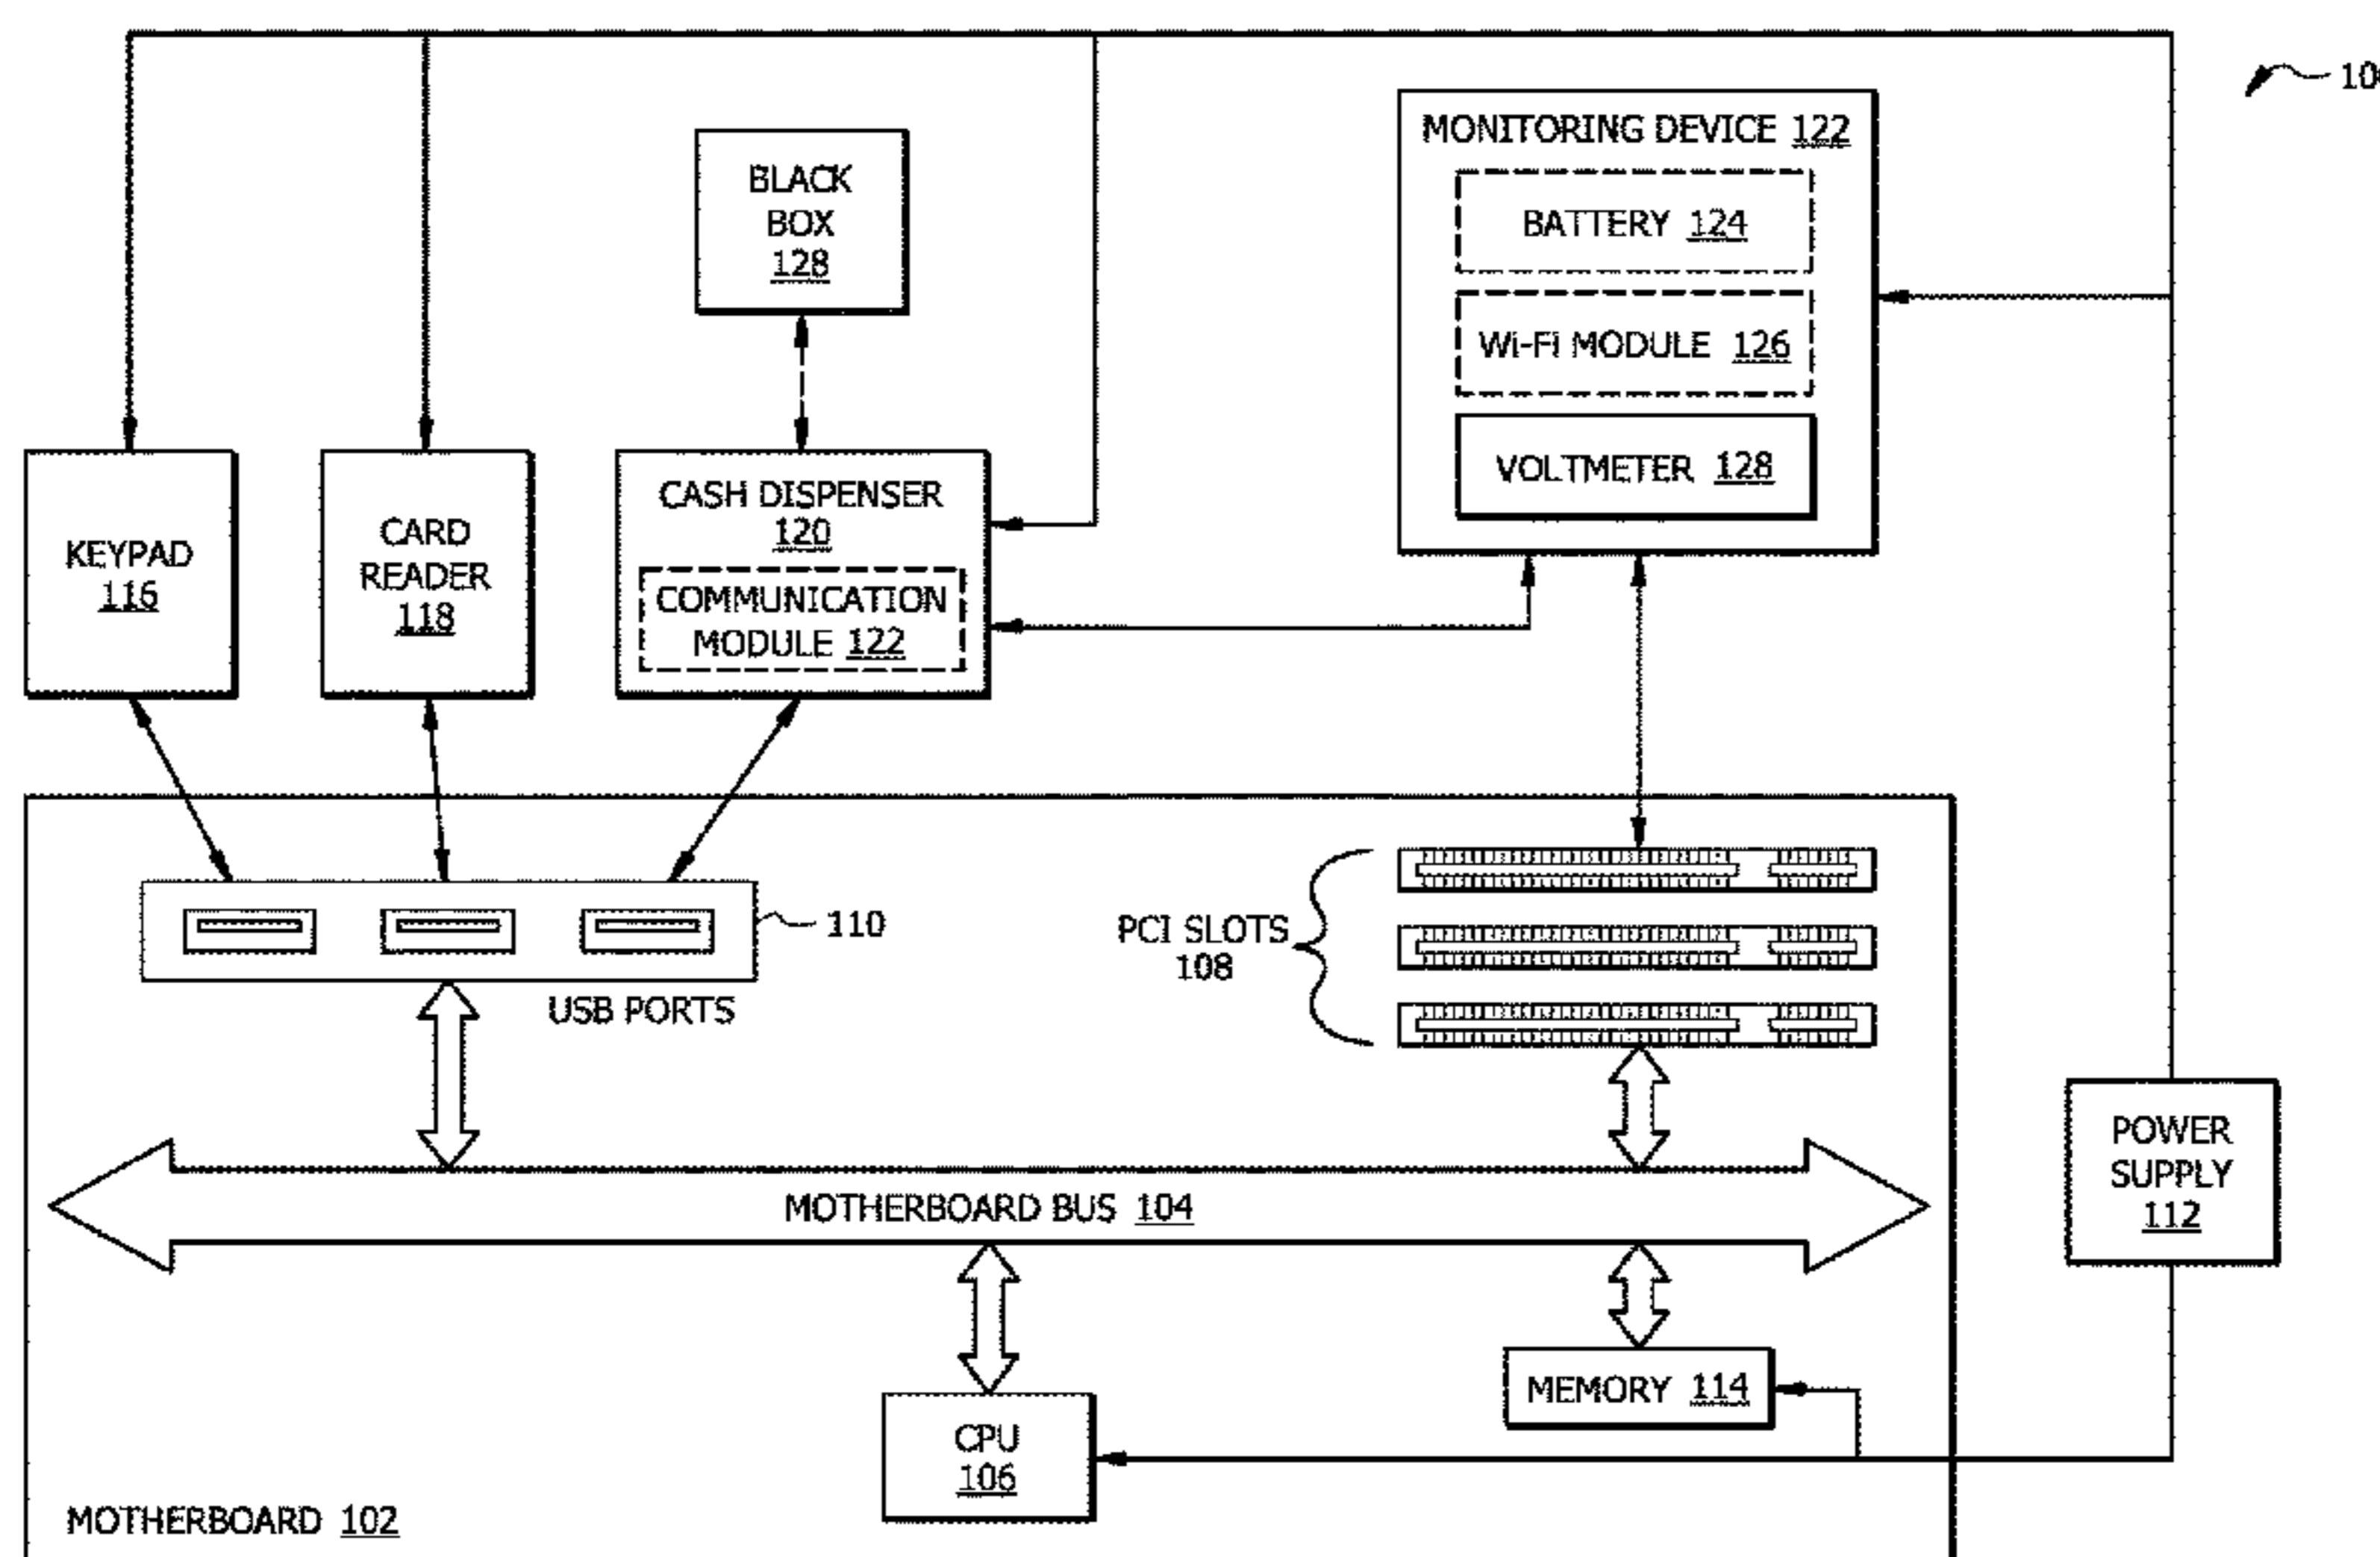 10
MONITORING DEVICE 122
BATTERY 124
Wi-Fi MODULE 126
VOLTMETER 128
BLACK
BOX
128
KEYPAD
116
CARD
READER
118
CASH DISPENSER
120
COMMUNICATION
MODULE 122
110
USB PORTS
PCI SLOTS
108
MOTHERBOARD BUS 104
POWER
SUPPLY
112
MEMORY 114
CPU
106
MOTHERBOARD 102